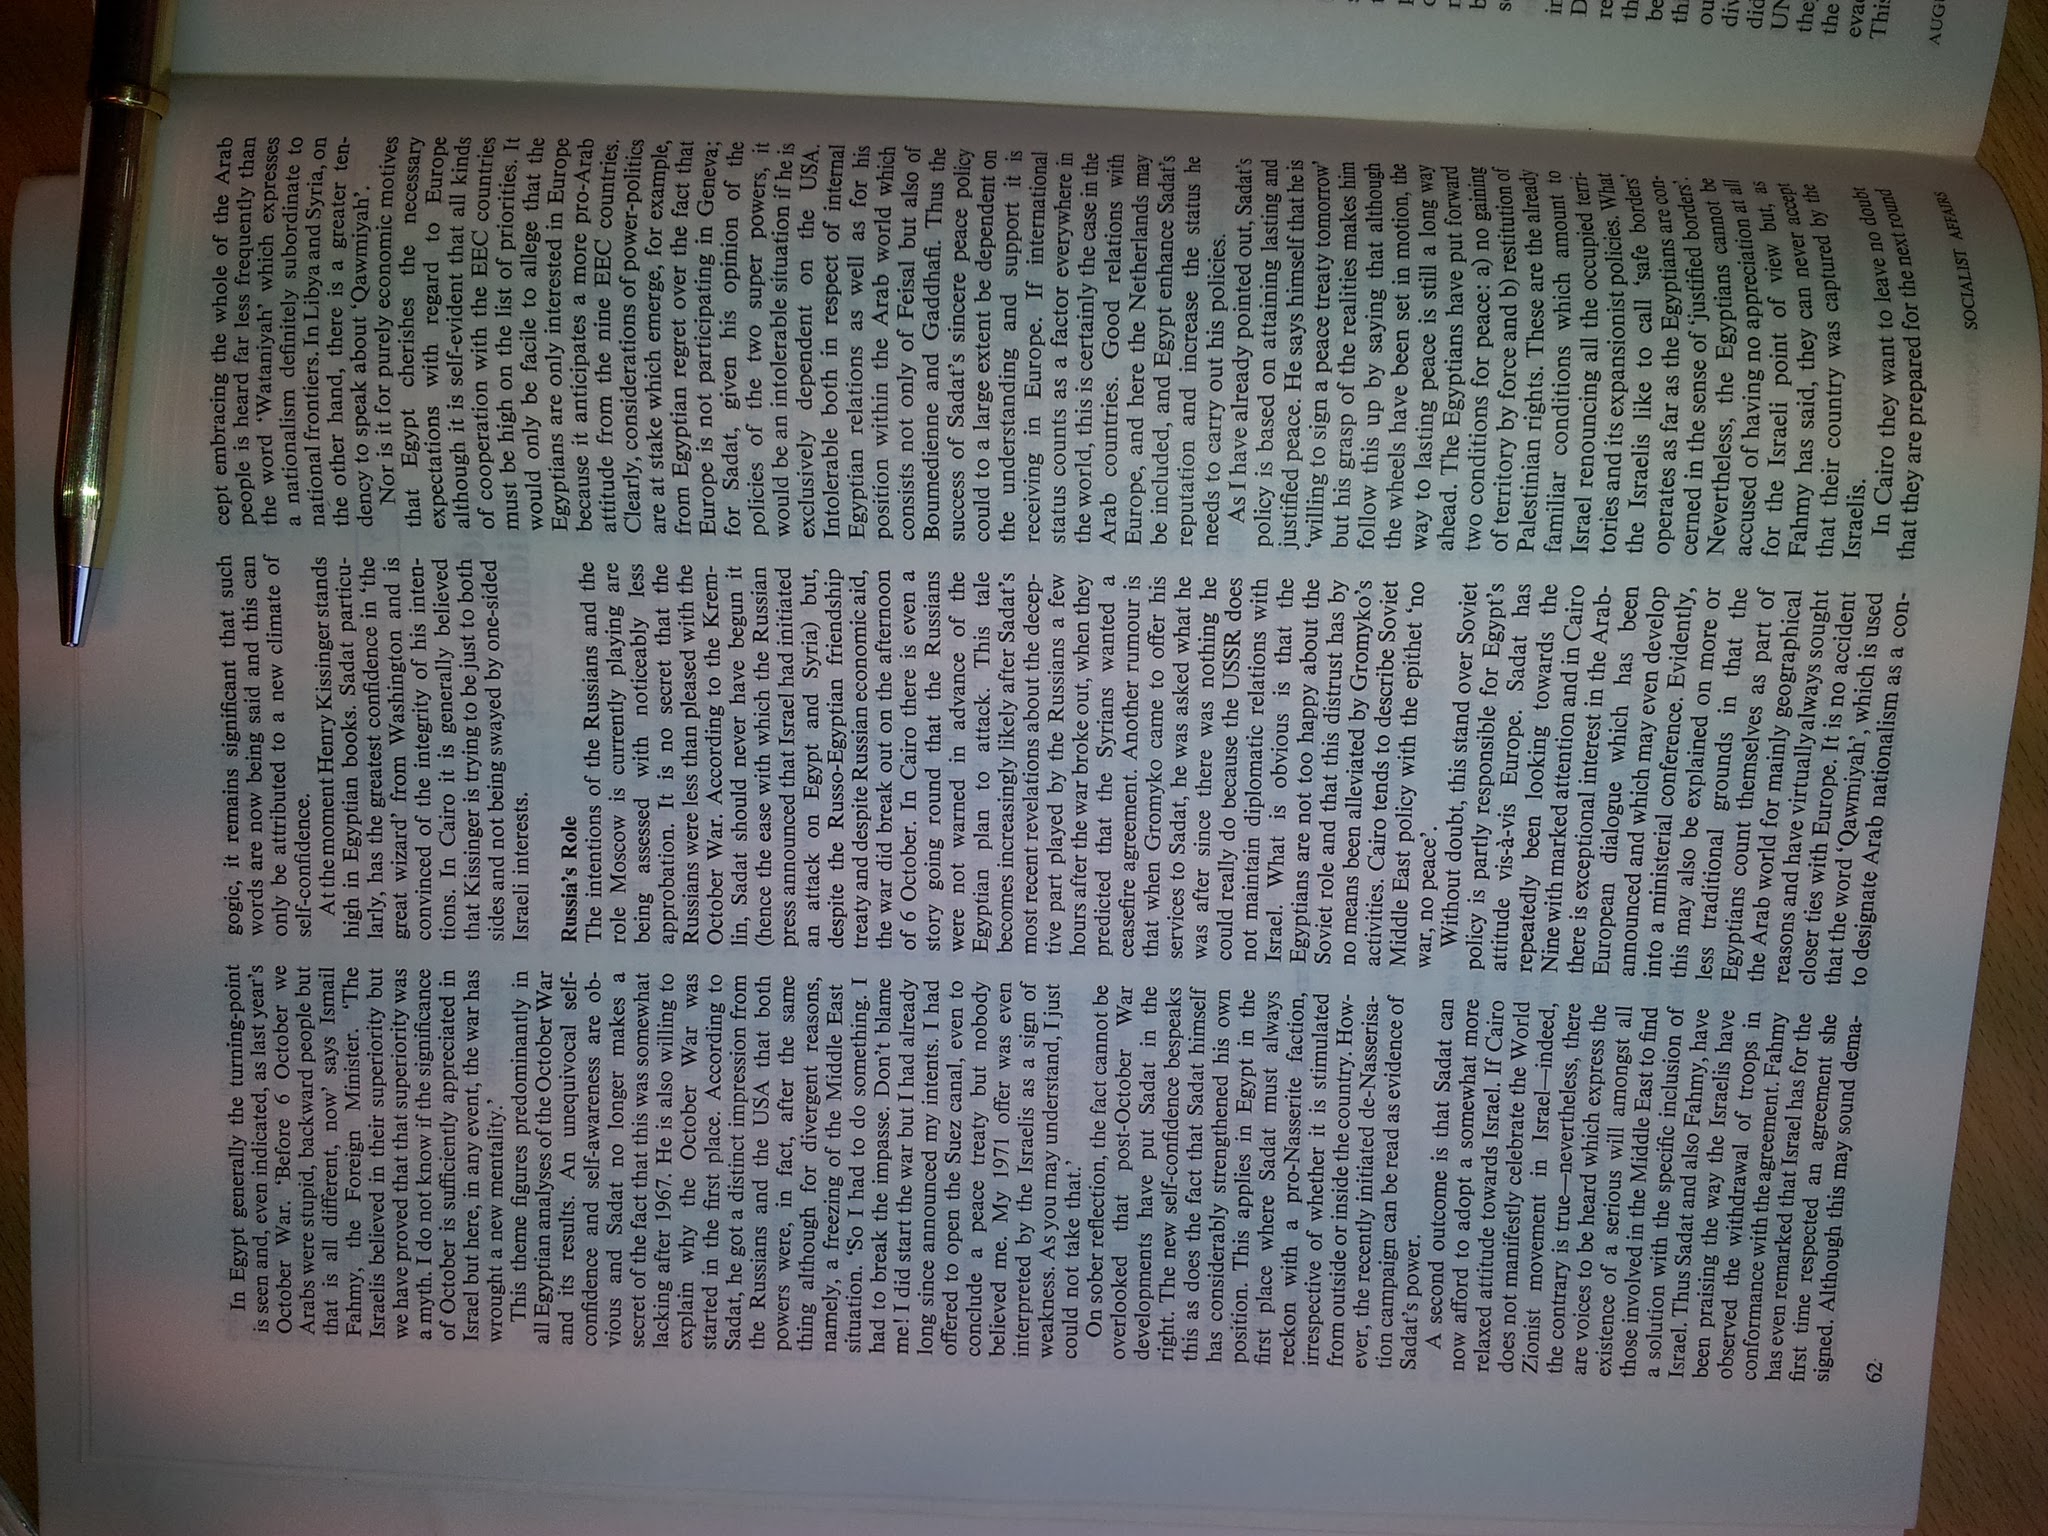 In Egypt generally the turning-point
is seen and, even indicated, as last year's
October War. 'Before 6 October we
Arabs were stupid, backward people but
that is all different, now' says Ismail
Fahmy, the Foreign Minister. 'The
Israelis believed in their superiority but
we have proved that superiority was
a myth. I do not know if the significance
of October is sufficiently appreciated in
Israel but here, in any event, the war has
wrought a new mentality.'
This theme figures predominantly in
all Egyptian analyses of the October War
and its results. An unequivocal self-
confidence and self-awareness are ob-
vious and Sadat no longer makes a
secret of the fact that this was somewhat
lacking after 1967. He is also willing to
explain why the October War was
started in the first place. According to
Sadat, he got a distinct impression from
the Russians and the USA that both
powers were, in fact, after the same
thing although for divergent reasons,
namely, a freezing of the Middle East
situation. 'So I had to do something. I
had to break the impasse. Don't blame
me! I did start the war but I had already
long since announced my intents. I had
offered to open the Suez canal, even to
conclude a peace treaty but nobody
believed me. My 1971 offer was even
interpreted by the Israelis as a sign of
weakness. As you may understand, I just
could not take that.'
On sober reflection, the fact cannot be
overlooked that post-October War
developments have put Sadat in the
right. The new self-confidence bespeaks
this as does the fact that Sadat himself
has considerably strengthened his own
position. This applies in Egypt in the
first place where Sadat must always
reckon with a pro-Nasserite faction,
irrespective of whether it is stimulated
from outside or inside the country. How-
ever, the recently initiated de-Nasserisa-
tion campaign can be read as evidence of
Sadat's power.
A second outcome is that Sadat can
now afford to adopt a somewhat more
relaxed attitude towards Israel. If Cairo
does not manifestly celebrate the World
Zionist movement in Israel—indeed,
the contrary is true—nevertheless, there
are voices to be heard which express the
existence of a serious will amongst all
those involved in the Middle East to find
a solution with the specific inclusion of
Israel. Thus Sadat and also Fahmy, have
been praising the way the Israelis have
observed the withdrawal of troops in
conformance with the agreement. Fahmy
has even remarked that Israel has for the
first time respected an agreement she
signed. Although this may sound dema-
62
gogic, it remains significant that such
words are now being said and this can
only be attributed to a new climate of
self-confidence.
At the moment Henry Kissinger stands
high in Egyptian books. Sadat particu-
larly, has the greatest confidence in 'the
great wizard' from Washington and is
convinced of the integrity of his inten-
tions. In Cairo it is generally believed
that Kissinger is trying to be just to both
sides and not being swayed by one-sided
Israeli interests.
Russia's Role
The intentions of the Russians and the
role Moscow is currently playing are
being assessed with noticeably less
approbation. It is no secret that the
Russians were less than pleased with the
October War. According to the Krem-
lin, Sadat should never have begun it
(hence the ease with which the Russian
press announced that Israel had initiated
an attack on Egypt and Syria) but,
despite the Russo-Egyptian friendship
treaty and despite Russian economic aid,
the war did break out on the afternoon
of 6 October. In Cairo there is even a
story going round that the Russians
were not warned in advance of the
Egyptian plan to attack. This tale
becomes increasingly likely after Sadat's
most recent revelations about the decep-
tive part played by the Russians a few
hours after the war broke out, when they
predicted that the Syrians wanted a
ceasefire agreement. Another rumour is
that when Gromyko came to offer his
services to Sadat, he was asked what he
was after since there was nothing he
could really do because the USSR does
not maintain diplomatic relations with
Israel. What is obvious is that the
Egyptians are not too happy about the
Soviet role and that this distrust has by
no means been alleviated by Gromyko's
activities. Cairo tends to describe Soviet
Middle East policy with the epithet 'no
war, no peace'.
Without doubt, this stand over Soviet
policy is partly responsible for Egypt's
attitude vis-à-vis Europe. Sadat has
repeatedly been looking towards the
Nine with marked attention and in Cairo
there is exceptional interest in the Arab-
European dialogue which has been
announced and which may even develop
into a ministerial conference. Evidently,
this may also be explained on more or
less traditional grounds in that the
Egyptians count themselves as part of
the Arab world for mainly geographical
reasons and have virtually always sought
closer ties with Europe. It is no accident
that the word 'Qawmiyah', which is used
to designate Arab nationalism as a con-
cept embracing the whole of the Arab
people is heard far less frequently than
the word 'Wataniyah' which expresses
a nationalism definitely subordinate to
national frontiers. In Libya and Syria, on
the other hand, there is a greater ten-
dency to speak about 'Qawmiyah'.
Nor is it for purely economic motives
that Egypt cherishes the necessary
expectations with regard to Europe
although it is self-evident that all kinds
of cooperation with the EEC countries
must be high on the list of priorities. It
would only be facile to allege that the
Egyptians are only interested in Europe
because it anticipates a more pro-Arab
attitude from the nine EEC countries.
Clearly, considerations of power-politics
are at stake which emerge, for example,
from Egyptian regret over the fact that
Europe is not participating in Geneva;
for Sadat, given his opinion of the
policies of the two super powers, it
would be an intolerable situation if he is
exclusively dependent on the USA.
Intolerable both in respect of internal
Egyptian relations as well as for his
position within the Arab world which
consists not only of Feisal but also of
Boumedienne and Gaddhafi. Thus the
success of Sadat's sincere peace policy
could to a large extent be dependent on
the understanding and support it is
receiving in Europe. If international
status counts as a factor everywhere in
the world, this is certainly the case in the
Arab countries. Good relations with
Europe, and here the Netherlands may
be included, and Egypt enhance Sadat's
reputation and increase the status he
needs to carry out his policies.
As I have already pointed out, Sadat's
policy is based on attaining lasting and
justified peace. He says himself that he is
'willing to sign a peace treaty tomorrow'
but his grasp of the realities makes him
follow this up by saying that although
the wheels have been set in motion, the
way to lasting peace is still a long way
ahead. The Egyptians have put forward
two conditions for peace: a) no gaining
of territory by force and b) restitution of
Palestinian rights. These are the already
familiar conditions which amount to
Israel renouncing all the occupied terri-
tories and its expansionist policies. What
the Israelis like to call 'safe borders'
operates as far as the Egyptians are con-
cerned in the sense of 'justified borders'.
Nevertheless, the Egyptians cannot be
accused of having no appreciation at all
for the Israeli point of view but, as
Fahmy has said, they can never accept
that their country was captured by the
Israelis.
In Cairo they want to leave no doubt
that they are prepared for the next round
SOCIALIST AFFAIRS
in
re
th
be
thi
ou
div
did
UN
they
the
evac
This
AUGU